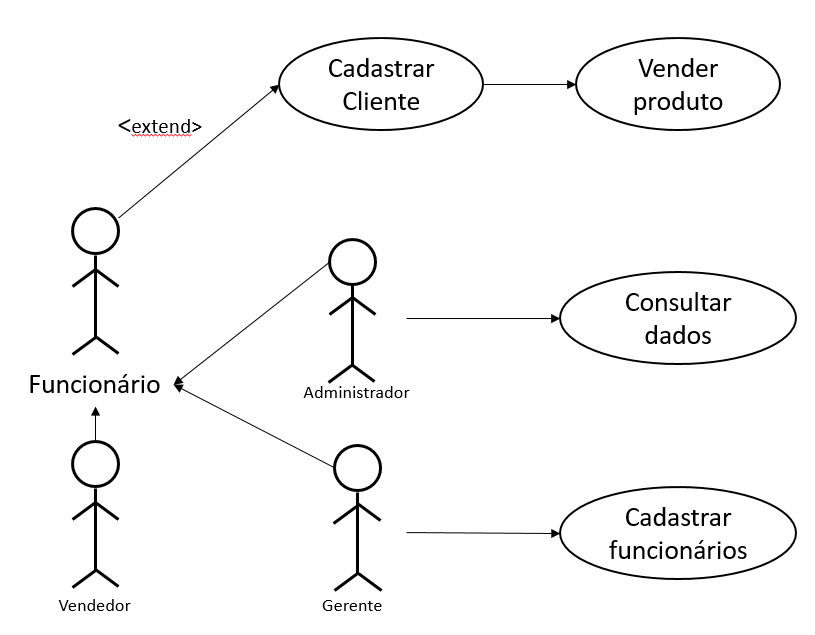 Cadastrar
Cliente
Vender
produto
<extend>
Consultar
dados
Funcionário
Administrador
Cadastrar
funcionários
Vendedor
Gerente